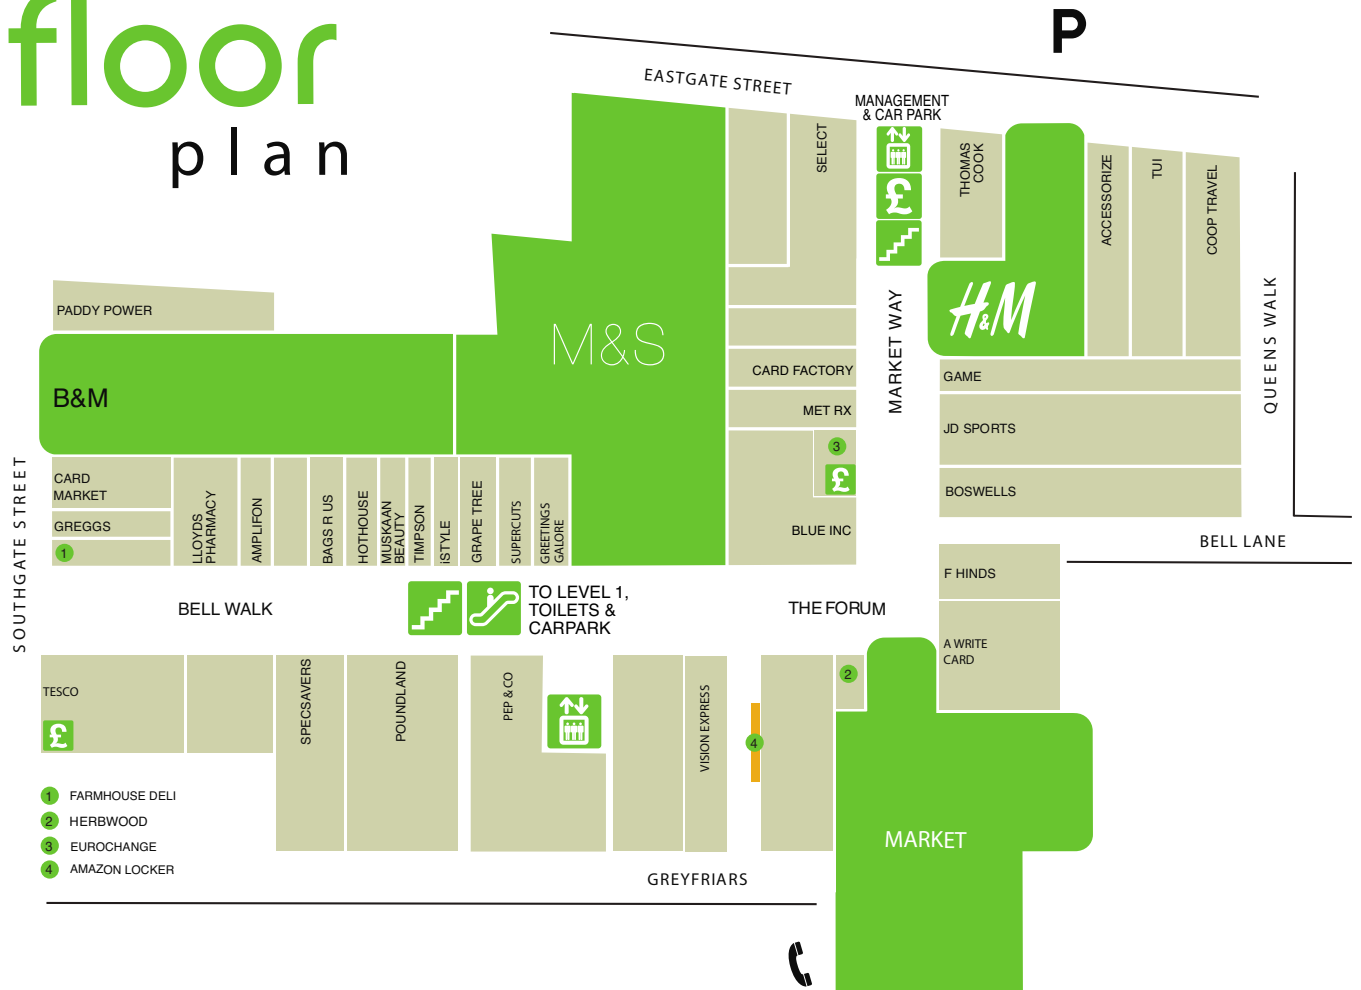 floor
plan
P
EASTGATE STREET
MANAGEMENT
& CAR PARK
SELECT
£
THOMAS
COOK
ACCESSORIZE
TUI
COOP TRAVEL
PADDY POWER
M&S
H&M
MARKET WAY
QUEENS WALK
B&M
CARD FACTORY
GAME
MET RX
JD SPORTS
3
£
BLUE INC
BOSWELLS
SOUTHGATE STREET
CARD
MARKET
GREGGS
1
LLOYDS
PHARMACY
AMPLIFON
BAGS R US
HOTHOUSE
MUSKAAN
BEAUTY
TIMPSON
iSTYLE
GRAPE TREE
SUPERCUTS
GREETINGS
GALORE
BELL LANE
F HINDS
BELL WALK
TO LEVEL 1,
TOILETS &
CARPARK
THE FORUM
A WRITE
CARD
TESCO
£
SPECSAVERS
POUNDLAND
PEP & CO
VISION EXPRESS
2
4
1 FARMHOUSE DELI
2 HERBWOOD
3 EUROCHANGE
4 AMAZON LOCKER
MARKET
GREYFRIARS